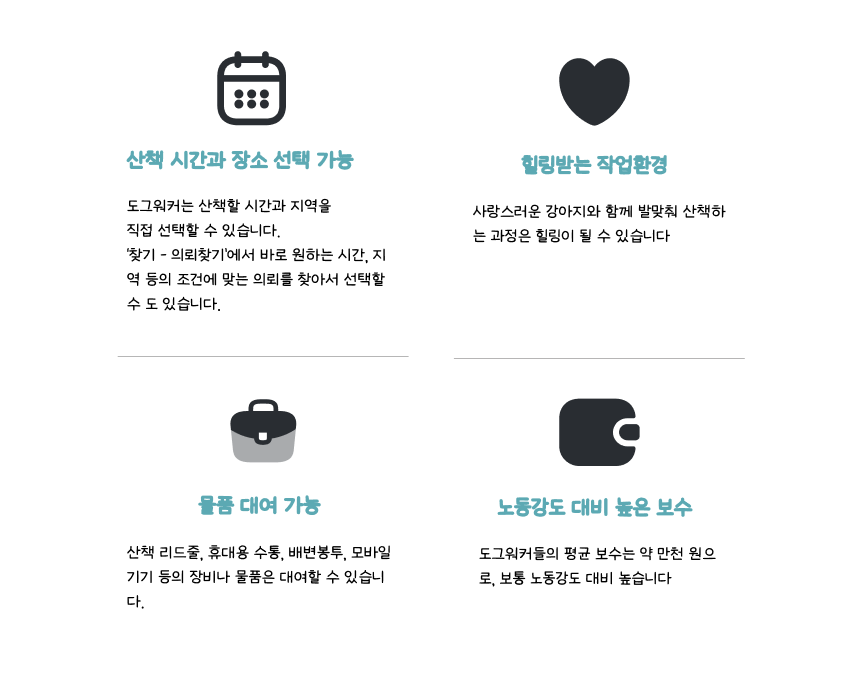 산책 시간과 장소 선택 가능
도그워커는 산책할 시간과 지역을
직접 선택할 수 있습니다.
'찾기 - 의뢰찾기'에서 바로 원하는 시간, 지
역 등의 조건에 맞는 의뢰를 찾아서 선택할
수 도 있습니다.
힐링받는 작업환경
사랑스러운 강아지와 함께 발맞춰 산책하
는 과정은 힐링이 될 수 있습니다
물품 대여 가능
산책 리드줄, 휴대용 수통, 배변봉투, 모바일
기기 등의 장비나 물품은 대여할 수 있습니
다.
노동강도 대비 높은 보수
도그워커들의 평균 보수는 약 만천 원으
로, 보통 노동강도 대비 높습니다